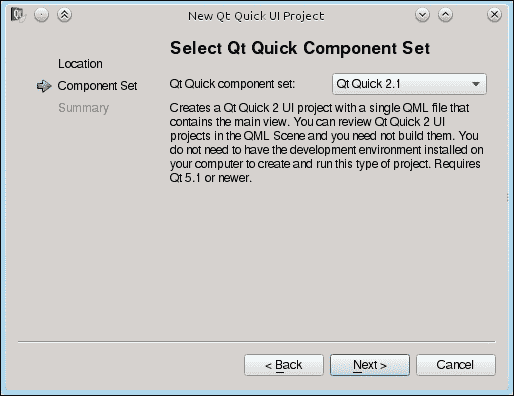 New Qt Quick UI Project
Location
Component Set
Summary
Select Qt Quick Component Set
Qt Quick component set: Qt Quick 2.1
Creates a Qt Quick 2 UI project with a single QML file that
contains the main view. You can review Qt Quick 2 UI
projects in the QML Scene and you need not build them. You
do not need to have the development environment installed on
your computer to create and run this type of project. Requires
Qt 5.1 or newer.
< Back Next > Cancel